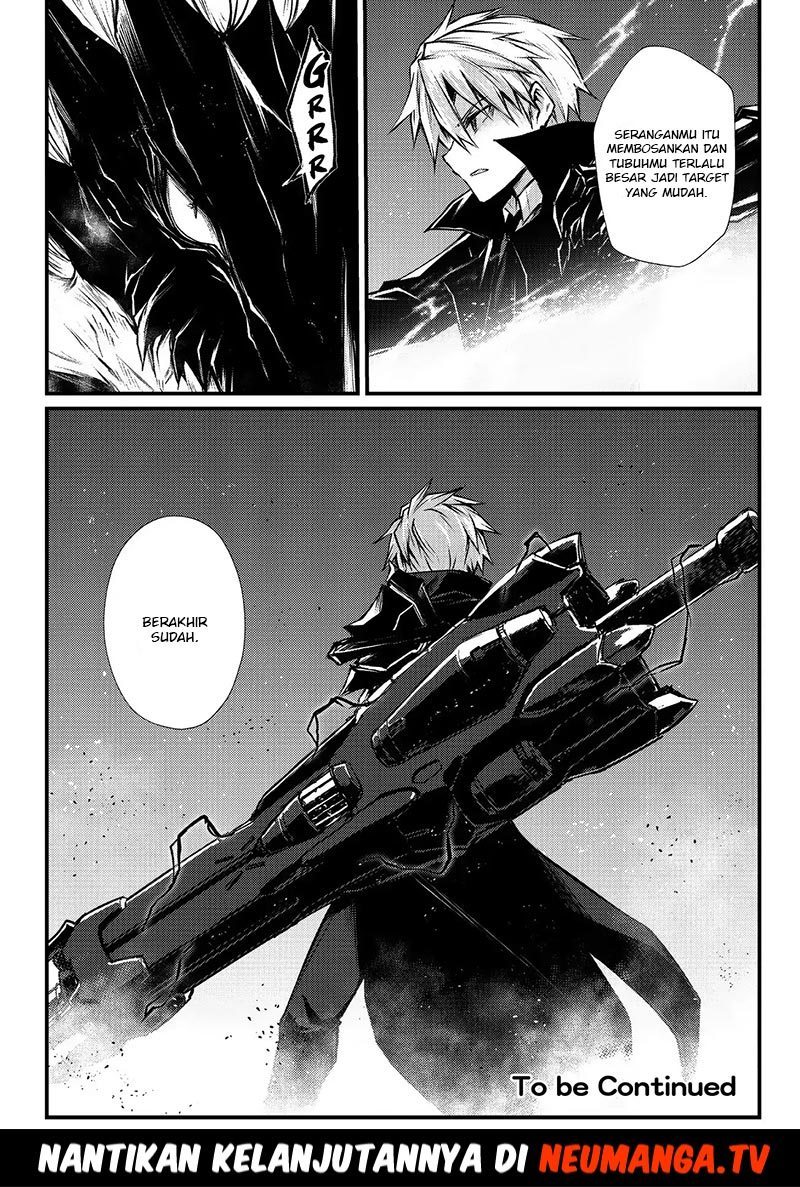 GRRR
SERANGANMU ITU
MEMBOSANKAN DAN
TUBUHMU TERLALU
BESAR JADI TARGET
YANG MUDAH.
BERAKHIR
SUDAH.
To be Continued
NANTIKAN KELANJUTANNYA DI NEUMANGA.TV